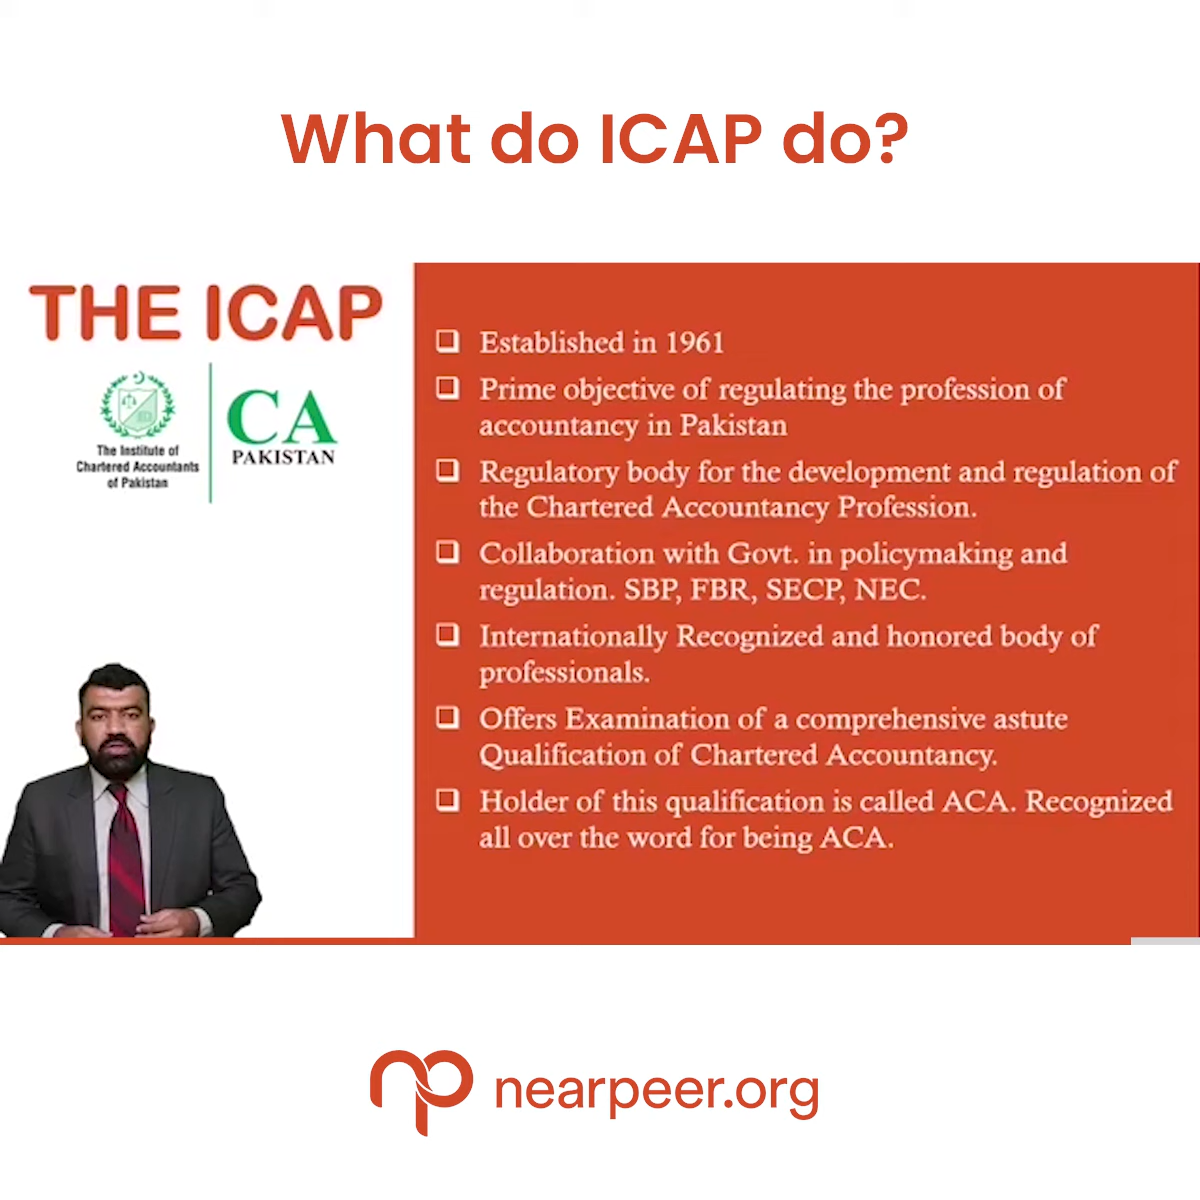 What do ICAP do?
THE ICAP
The Institute of
Chartered Accountants
of Pakistan
CA
PAKISTAN
❑ Established in 1961
❑ Prime objective of regulating the profession of
accountancy in Pakistan
❑ Regulatory body for the development and regulation of
the Chartered Accountancy Profession.
❑ Collaboration with Govt. in policymaking and
regulation. SBP, FBR, SECP, NEC.
❑ Internationally Recognized and honored body of
professionals.
❑ Offers Examination of a comprehensive astute
Qualification of Chartered Accountancy.
❑ Holder of this qualification is called ACA. Recognized
all over the word for being ACA.
nearpeer.org